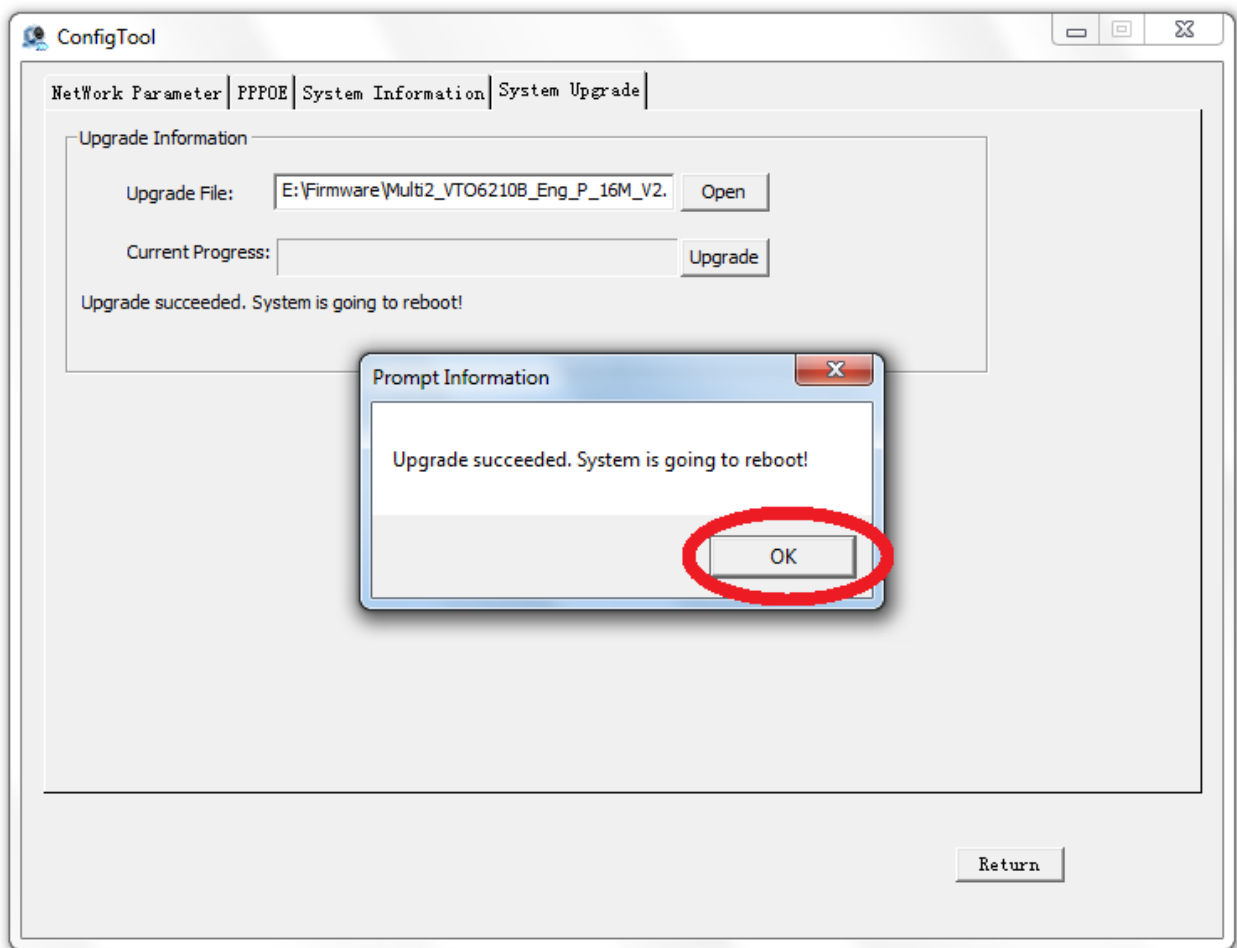 ConfigTool
NetWork Parameter PPPOE System Information System Upgrade
Upgrade Information
Upgrade File: E:\Firmware\Multi2_VTO6210B_Eng_P_16M_V2. Open
Current Progress: Upgrade
Upgrade succeeded. System is going to reboot!
Prompt Information
Upgrade succeeded. System is going to reboot!
OK
Return